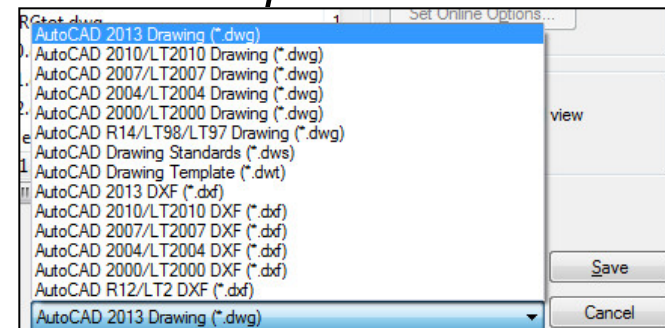 RGtot.dwg 1 Set Online Options...
AutoCAD 2013 Drawing (*.dwg)
AutoCAD 2010/LT2010 Drawing (*.dwg)
AutoCAD 2007/LT2007 Drawing (*.dwg)
AutoCAD 2004/LT2004 Drawing (*.dwg)
AutoCAD 2000/LT2000 Drawing (*.dwg)
view
AutoCAD R14/LT98/LT97 Drawing (*.dwg)
AutoCAD Drawing Standards (*.dws)
AutoCAD Drawing Template (*.dwt)
AutoCAD 2013 DXF (*.dxf)
AutoCAD 2010/LT2010 DXF (*.dxf)
AutoCAD 2007/LT2007 DXF (*.dxf)
AutoCAD 2004/LT2004 DXF (*.dxf)
AutoCAD 2000/LT2000 DXF (*.dxf)
Save
AutoCAD R12/LT2 DXF (*.dxf)
AutoCAD 2013 Drawing (*.dwg)
Cancel